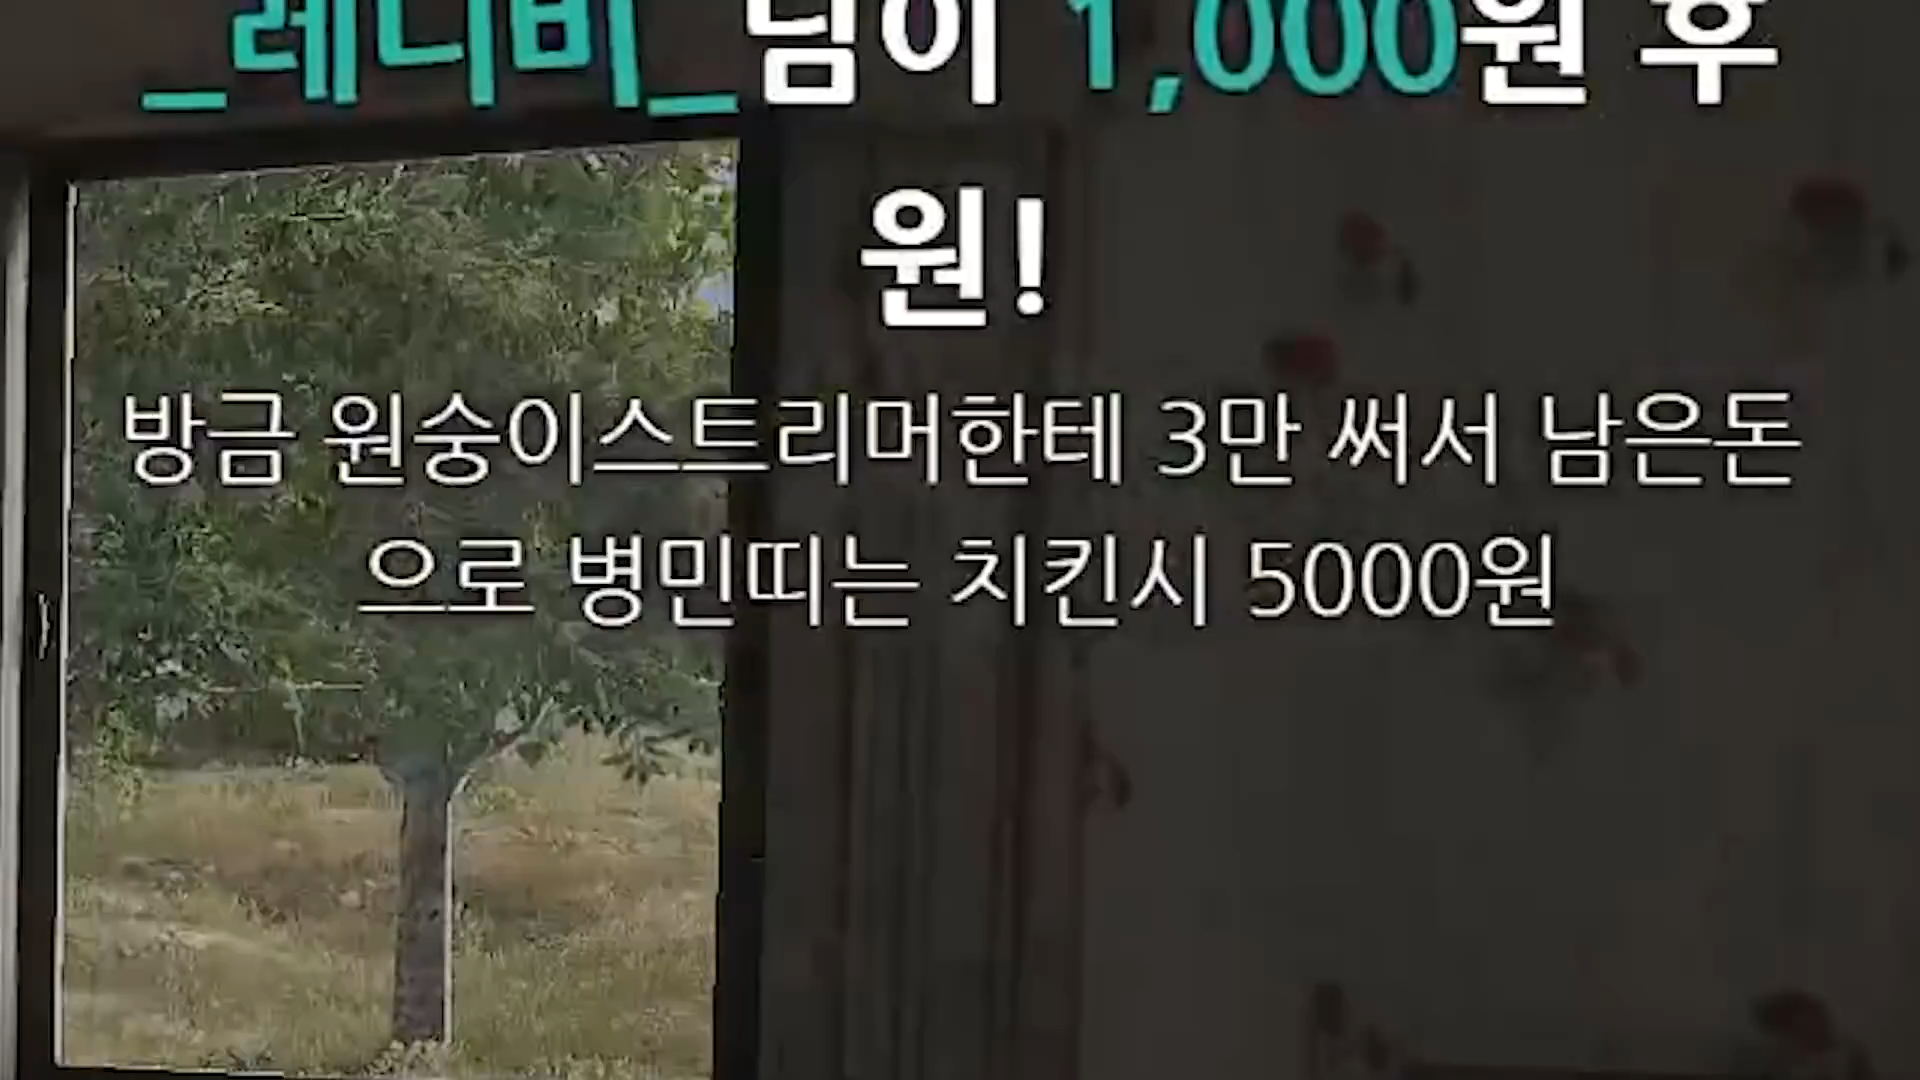 _레디비_님이 1,000원 후
원!
방금 원숭이스트리머한테 3만 써서 남은돈
으로 병민띠는 치킨시 5000원